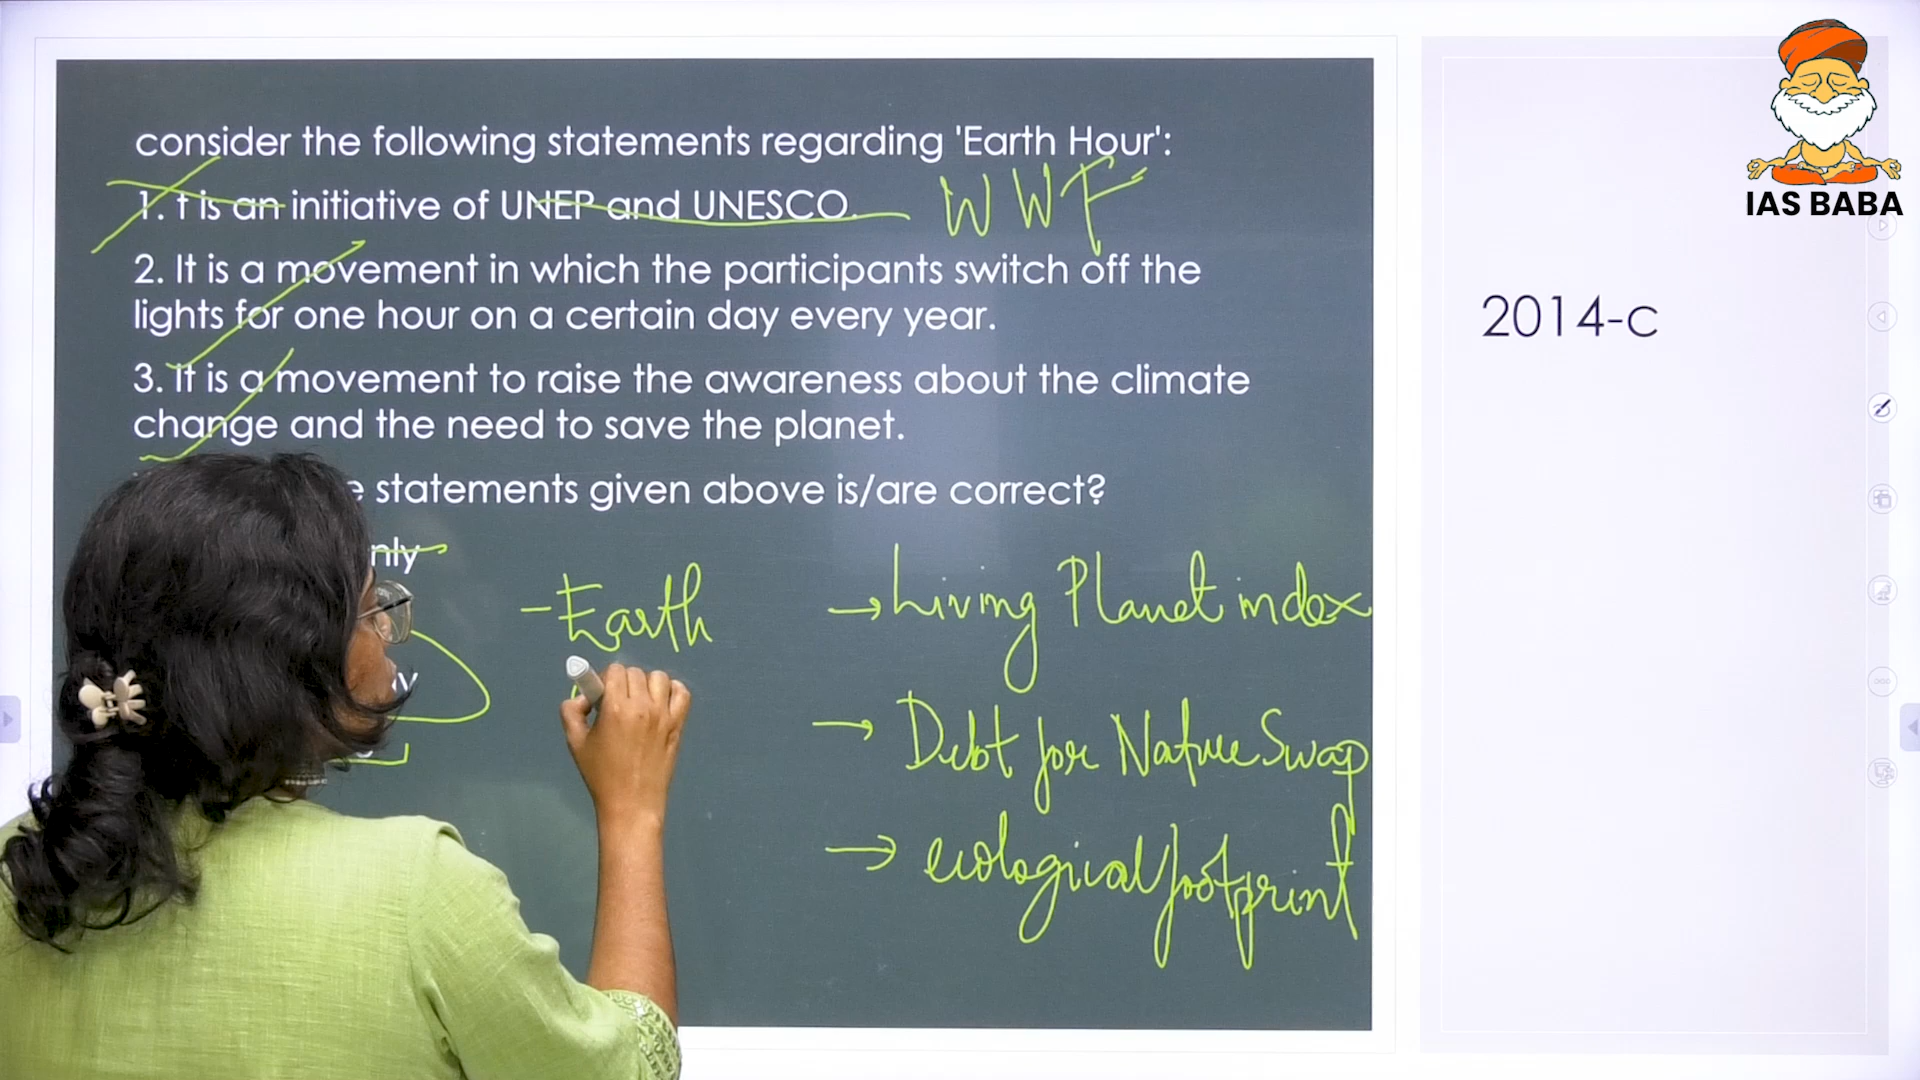 consider the following statements regarding 'Earth Hour':
1. t is an initiative of UNEP and UNESCO.
WWF
2. It is a movement in which the participants switch off the
lights for one hour on a certain day every year.
3. It is a movement to raise the awareness about the climate
change and the need to save the planet.
statements given above is/are correct?
- Earth
→ Living Planet index
→ Debt for Nature Swap
→ ecological footprint
2014-c
IAS BABA